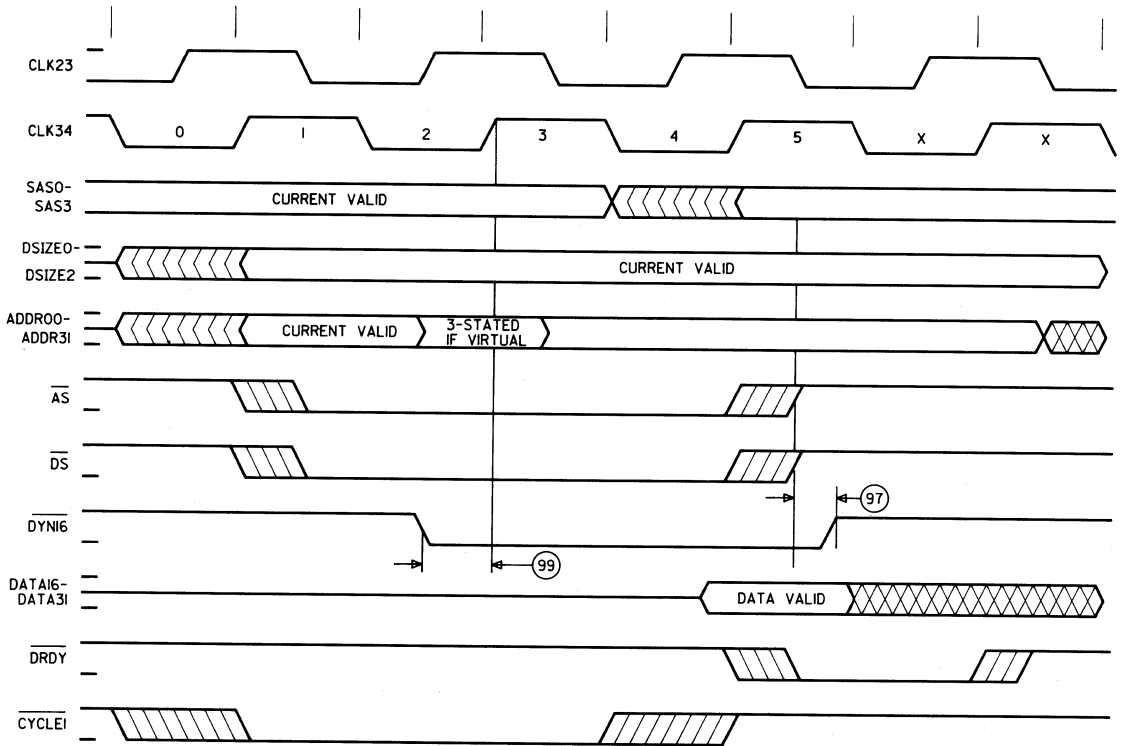 CLK23
CLK34
0 1 2 3 4 5 X X
SAS0-
SAS3
CURRENT VALID
DSIZE0-
DSIZE2
CURRENT VALID
ADDR00-
ADDR31
CURRENT VALID
3-STATED
IF VIRTUAL
AS
DS
97
DYN16
99
DATA16-
DATA31
DATA VALID
DRDY
CYCLE1